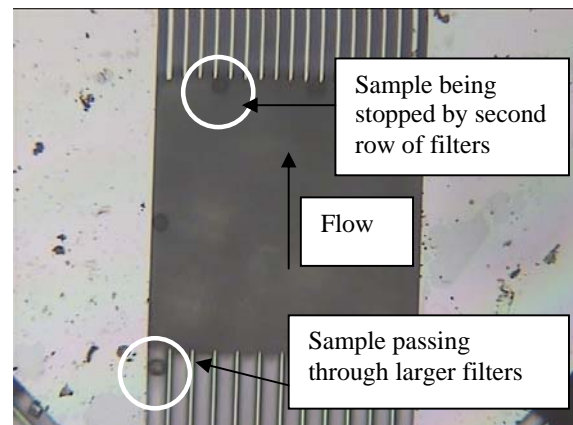 Sample being
stopped by second
row of filters
Flow
Sample passing
through larger filters